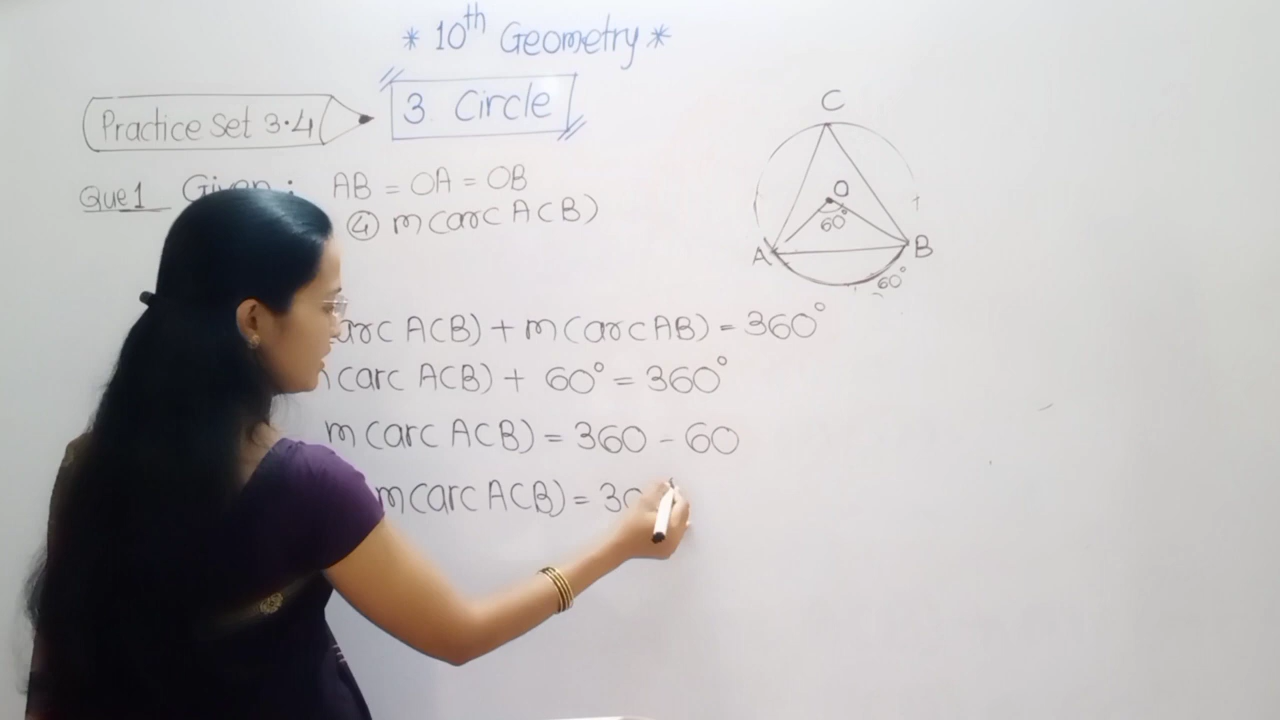 * 10th Geometry *
Practice Set 3.4
3. Circle
Que 1 Given : AB = OA = OB
④ m(arc ACB)
C
O
60°
A
B
60°
arc ACB) + m(arc AB) = 360°
(arc ACB) + 60° = 360°
m(arc ACB) = 360 - 60
m(arc ACB) = 30